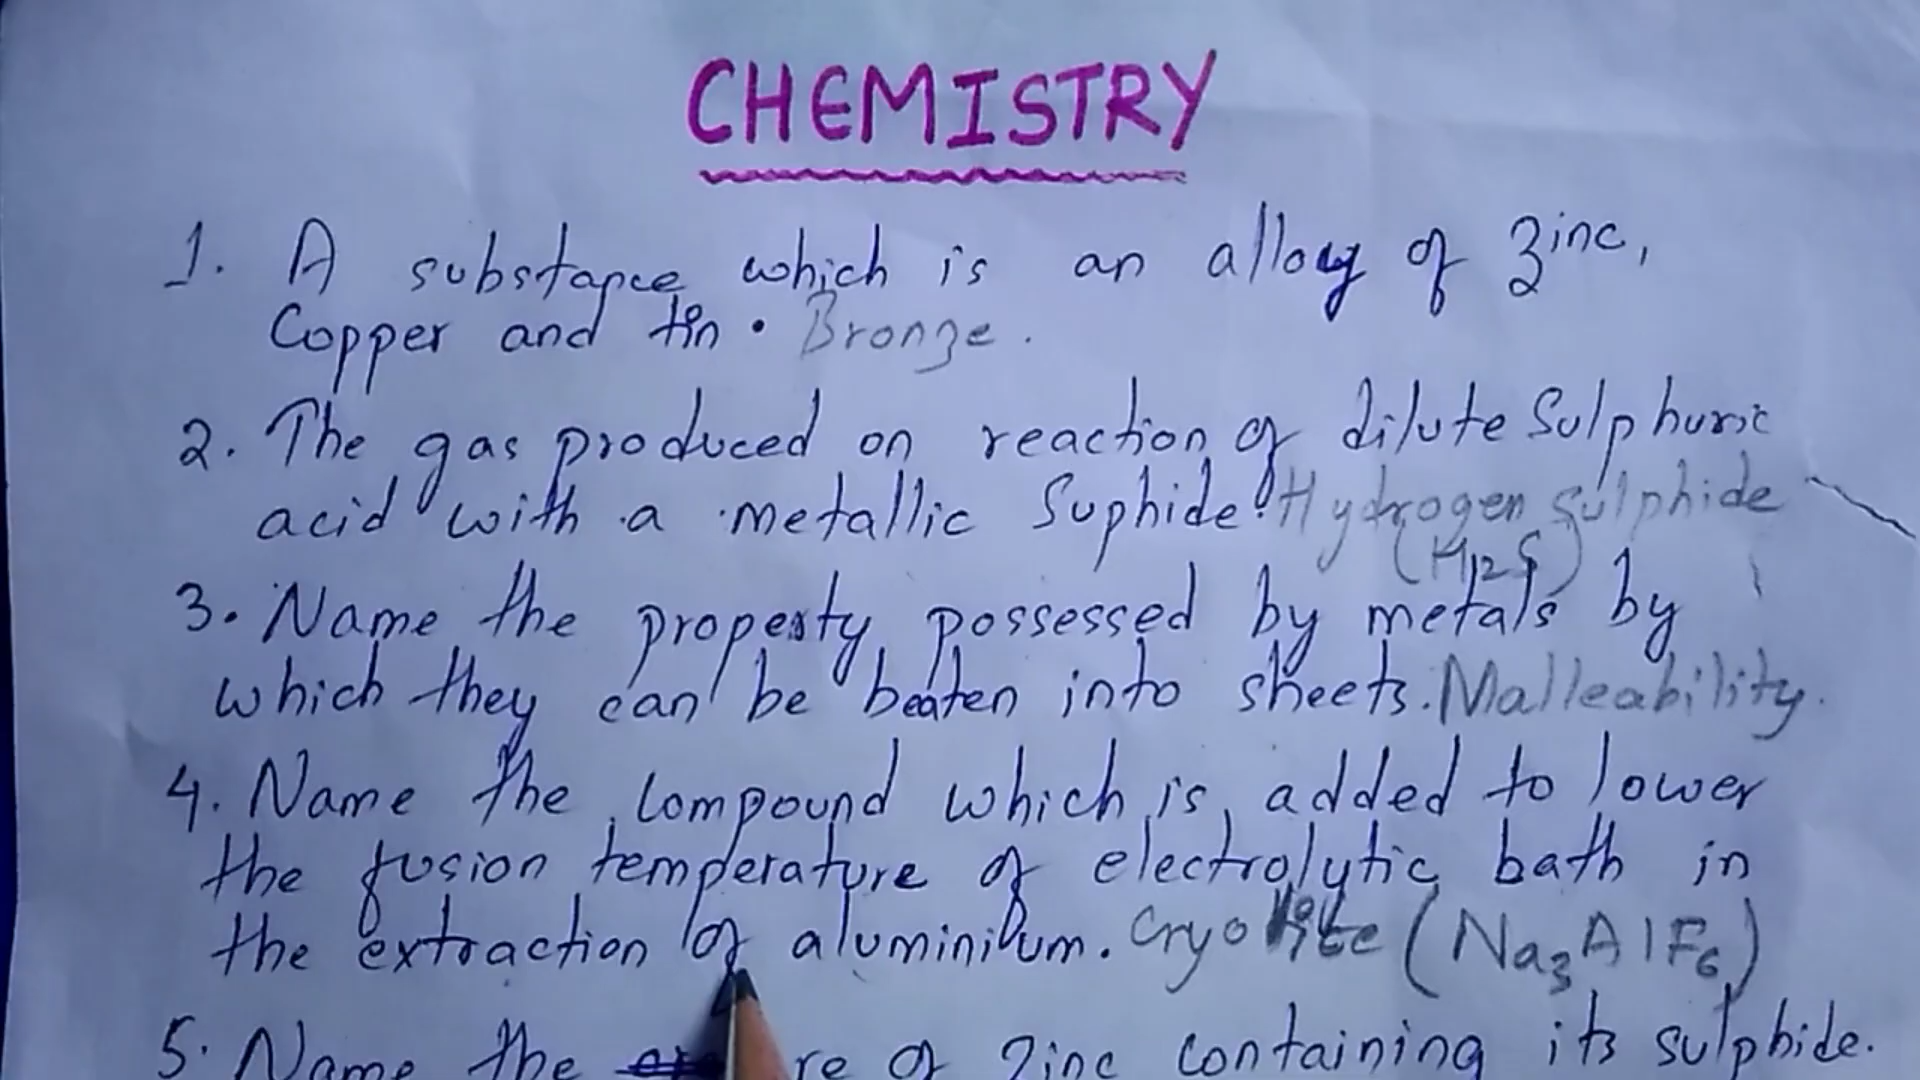 CHEMISTRY
1. A substance which is an alloy of Zinc,
Copper and tin. Bronze.
2. The gas produced on reaction of dilute Sulphuric
acid with a metallic Suphide. Hydrogen Sulphide
(H2S)
3. Name the property possessed by metals by
which they can be beaten into sheets. Malleability.
4. Name the compound which is added to lower
the fusion temperature of electrolytic bath in
the extraction of aluminium. Cryolite (Na3AlF6)
5. Name the re of Zinc containing its sulphide.